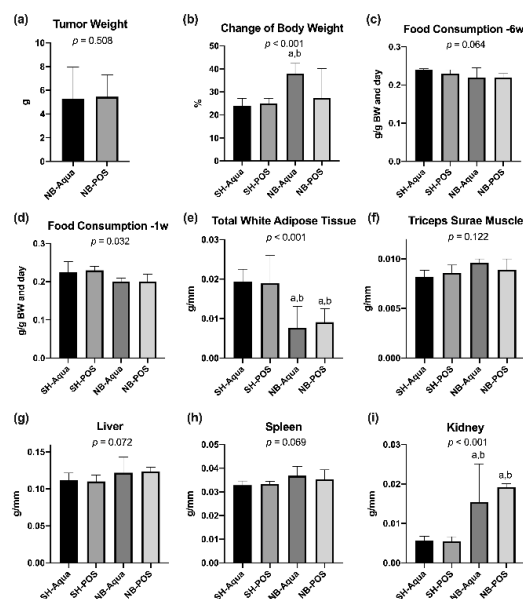 (a)
Tumor Weight
p = 0.508
g
10
8
6
4
2
0
NB-Aqua
NB-POS
(b)
Change of Body Weight
p < 0.001
a,b
%
50
40
30
20
10
0
SH-Aqua
SH-POS
NB-Aqua
NB-POS
(c)
Food Consumption -6w
p = 0.064
g/g BW and day
0.3
0.2
0.1
0.0
SH-Aqua
SH-POS
NB-Aqua
NB-POS
(d)
Food Consumption -1w
p = 0.032
g/g BW and day
0.3
0.2
0.1
0.0
SH-Aqua
SH-POS
NB-Aqua
NB-POS
(e)
Total White Adipose Tissue
p < 0.001
a,b
a,b
g/mm
0.03
0.02
0.01
0.00
SH-Aqua
SH-POS
NB-Aqua
NB-POS
(f)
Triceps Surae Muscle
p = 0.122
g/mm
0.010
0.005
0.000
SH-Aqua
SH-POS
NB-Aqua
NB-POS
(g)
Liver
p = 0.072
g/mm
0.15
0.10
0.05
0.00
SH-Aqua
SH-POS
NB-Aqua
NB-POS
(h)
Spleen
p = 0.069
g/mm
0.05
0.04
0.03
0.02
0.01
0.00
SH-Aqua
SH-POS
NB-Aqua
NB-POS
(i)
Kidney
p < 0.001
a,b
a,b
g/mm
0.03
0.02
0.01
0.00
SH-Aqua
SH-POS
NB-Aqua
NB-POS